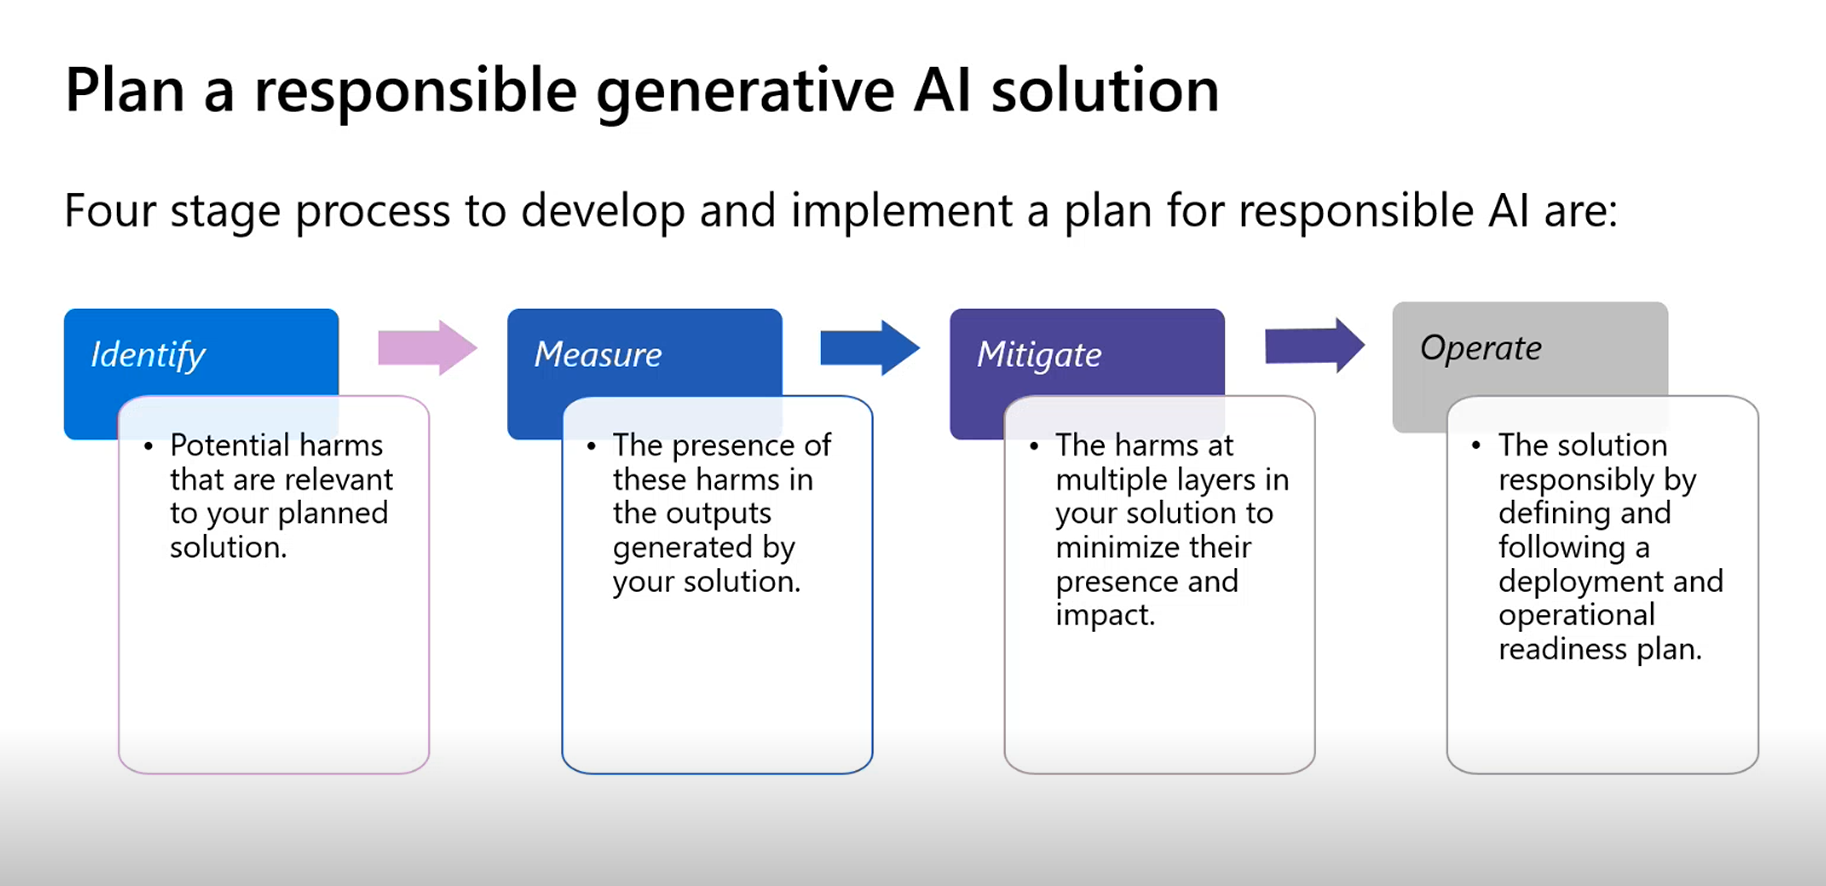 Plan a responsible generative AI solution
Four stage process to develop and implement a plan for responsible AI are:
Identify
• Potential harms
that are relevant
to your planned
solution.
Measure
• The presence of
these harms in
the outputs
generated by
your solution.
Mitigate
• The harms at
multiple layers in
your solution to
minimize their
presence and
impact.
Operate
• The solution
responsibly by
defining and
following a
deployment and
operational
readiness plan.